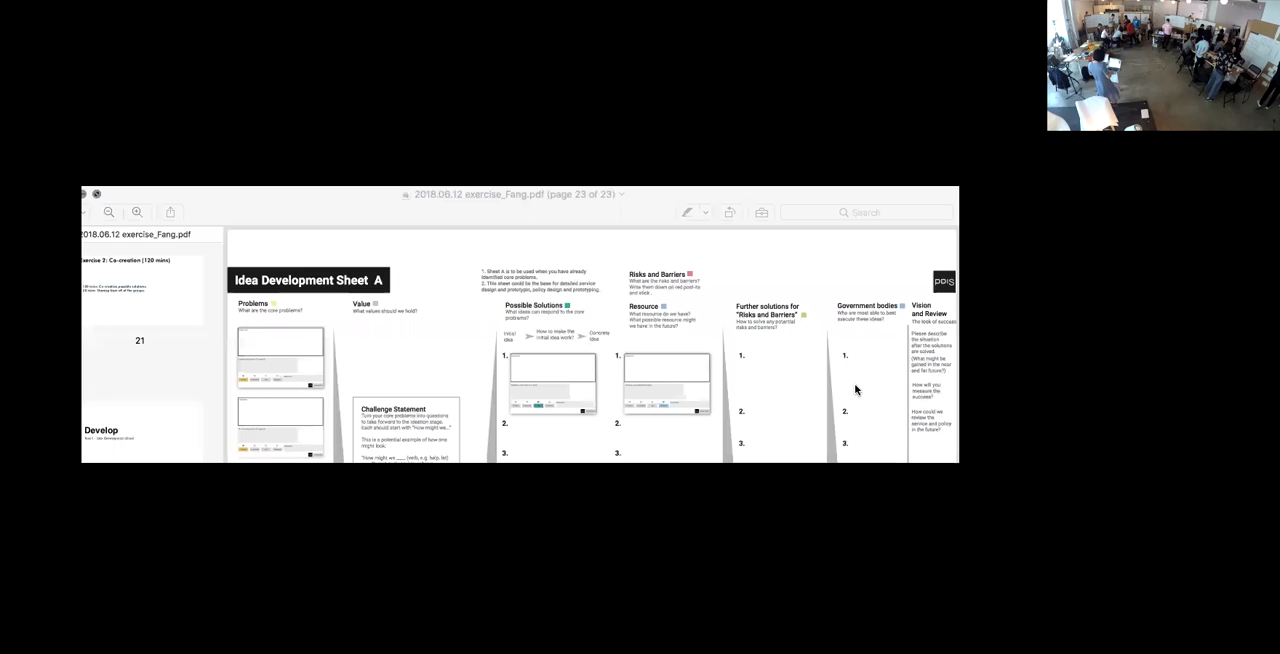 2018.06.12 exercise_Fang.pdf (page 23 of 23)
Search
2018.06.12 exercise_Fang.pdf
Exercise 2: Co-creation (120 mins)
21
Develop
Idea Development Sheet A
1. Sheet A is to be used when you have already
identified core problems.
2. This sheet could be the base for detailed service
design and prototypin, policy design and prototyping.
Problems
What are the core problems?
Value
What values should we hold?
Challenge Statement
Turn your core problems into questions
to take forward to the ideation stage.
Each should start with "How might we..."
This is a potential example of how one
might look.
"How might we ___ (verb, e.g. help, let)
Possible Solutions
What ideas can respond to the core
problems?
Initial
idea
How to make the
initial idea work?
Concrete
idea
1.
2.
3.
Risks and Barriers
What are the risks and barriers?
Write them down on red post-its
and stick .
Resource
What resource do we have?
What possible resource might
we have in the future?
1.
2.
3.
Further solutions for
"Risks and Barriers"
How to solve any potential
risks and barriers?
1.
2.
3.
Government bodies
Who are most able to best
execute these ideas?
1.
2.
3.
PDIS
Vision
and Review
The look of success
Please describe
the situation
after the solutions
are solved.
(What might be
gained in the near
and far future?)
How will you
measure the
success?
How could we
review the
service and policy
in the future?